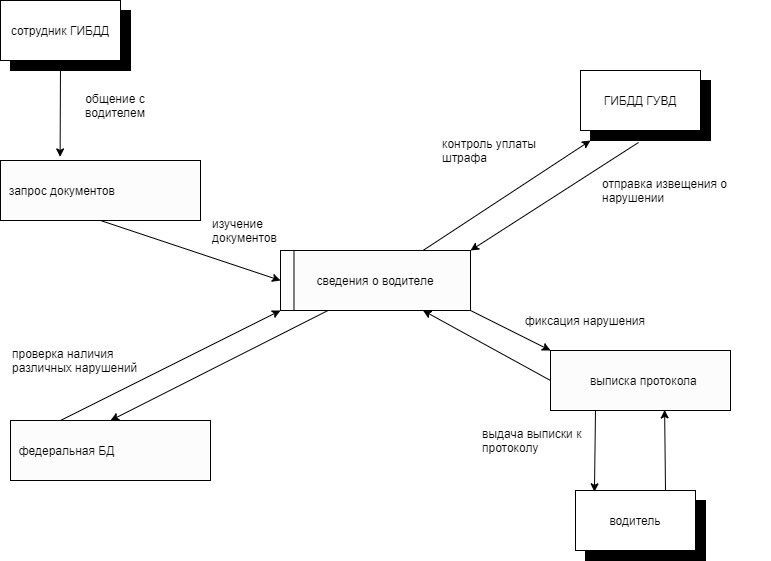 сотрудник ГИБДД
общение с
водителем
ГИБДД ГУВД
контроль уплаты
штрафа
запрос документов
отправка извещения о
нарушении
изучение
документов
сведения о водителе
фиксация нарушения
проверка наличия
различных нарушений
выписка протокола
федеральная БД
выдача выписки к
протоколу
водитель